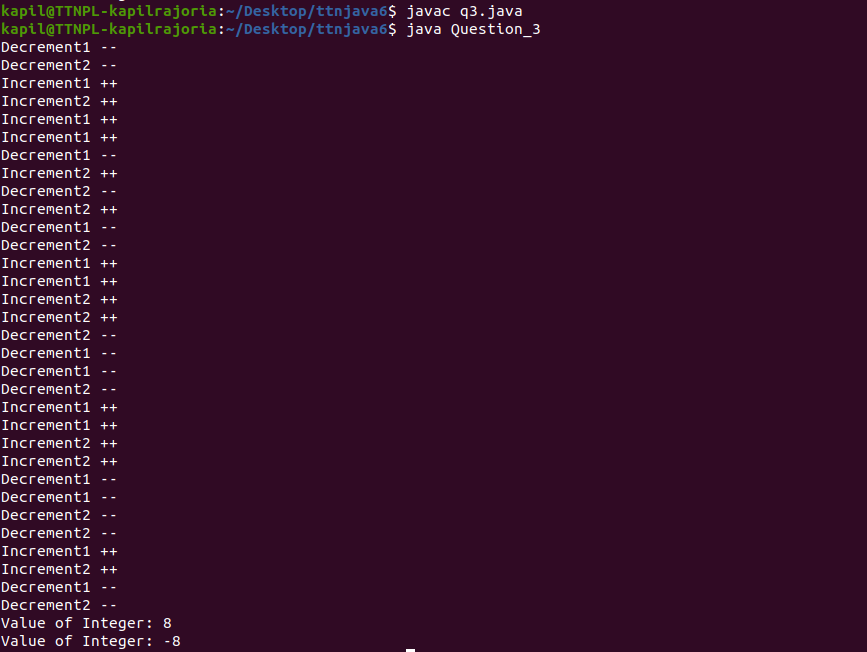 kapil@TTNPL-kapilrajoria:~/Desktop/ttnjava6$ javac q3.java
kapil@TTNPL-kapilrajoria:~/Desktop/ttnjava6$ java Question_3
Decrement1 --
Decrement2 --
Increment1 ++
Increment2 ++
Increment1 ++
Increment1 ++
Decrement1 --
Increment2 ++
Decrement2 --
Increment2 ++
Decrement1 --
Decrement2 --
Increment1 ++
Increment1 ++
Increment2 ++
Increment2 ++
Decrement2 --
Decrement1 --
Decrement1 --
Decrement2 --
Increment1 ++
Increment1 ++
Increment2 ++
Increment2 ++
Decrement1 --
Decrement1 --
Decrement2 --
Decrement2 --
Increment1 ++
Increment2 ++
Decrement1 --
Decrement2 --
Value of Integer: 8
Value of Integer: -8